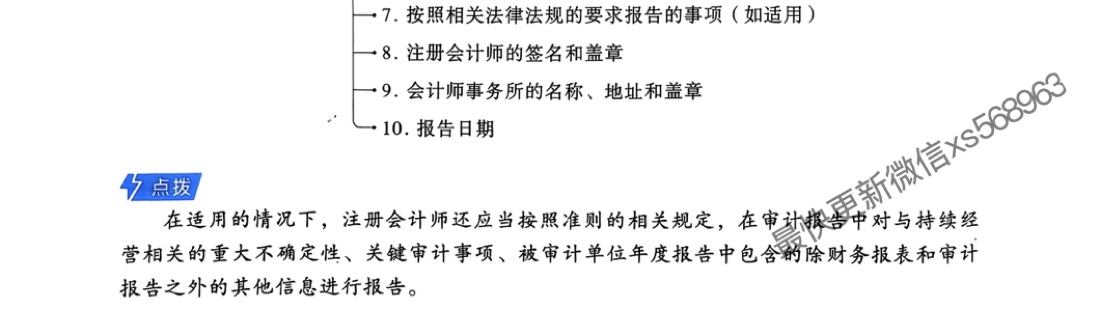 7. 按照相关法律法规的要求报告的事项（如适用）
8. 注册会计师的签名和盖章
9. 会计师事务所的名称、地址和盖章
10. 报告日期
点拨
在适用的情况下，注册会计师还应当按照准则的相关规定，在审计报告中对与持续经
营相关的重大不确定性、关键审计事项、被审计单位年度报告中包含的除财务报表和审计
报告之外的其他信息进行报告。
最快更新微信xs568963